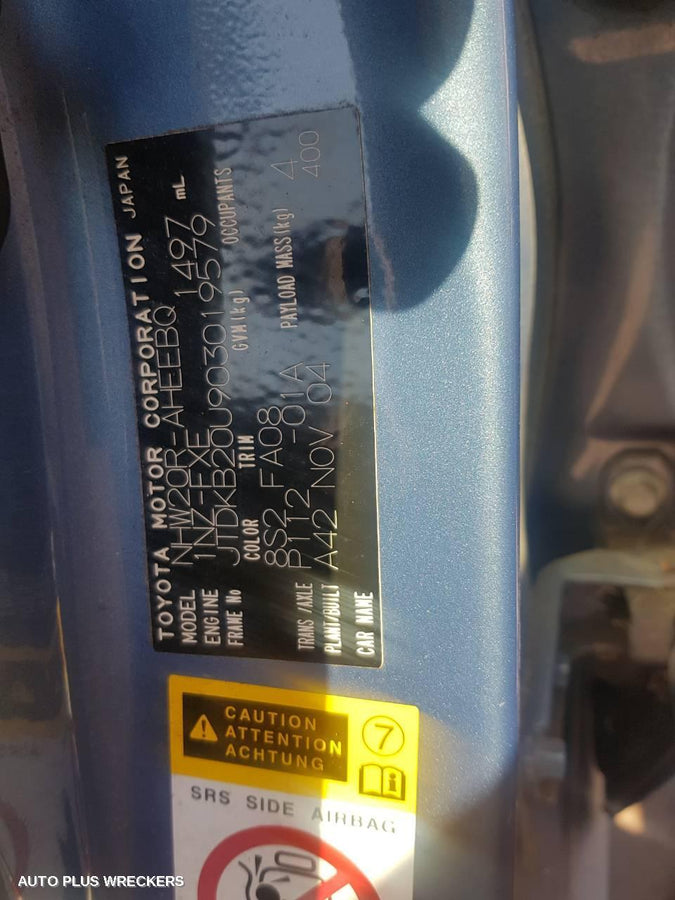 TOYOTA MOTOR CORPORATION JAPAN
MODEL NHW20R-AHEEBQ
ENGINE 1NZ-FXE 1497 mL
FRAME No JTDKB20U903019579
COLOR TRIM GVM(kg) OCCUPANTS
8S2 FA08 4
TRANS/AXLE P112 -01A PAYLOAD MASS(kg) 400
PLANT/BUILT A42 NOV 04
CAR NAME
CAUTION
ATTENTION
ACHTUNG
7
i
SRS SIDE AIRBAG
AUTO PLUS WRECKERS